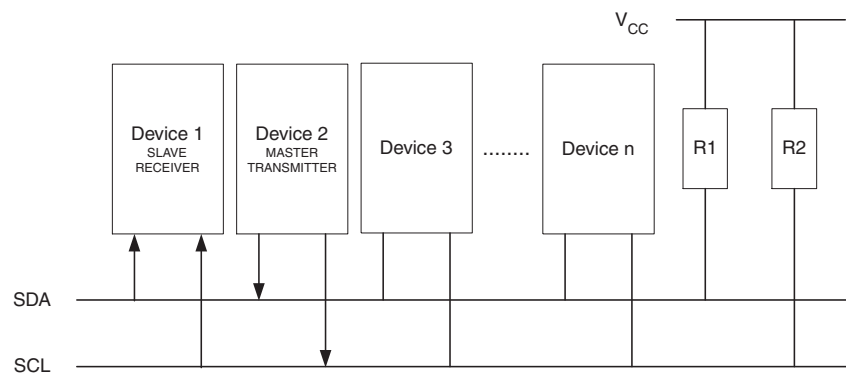 V_CC
Device 1
SLAVE
RECEIVER
Device 2
MASTER
TRANSMITTER
Device 3
........
Device n
R1
R2
SDA
SCL